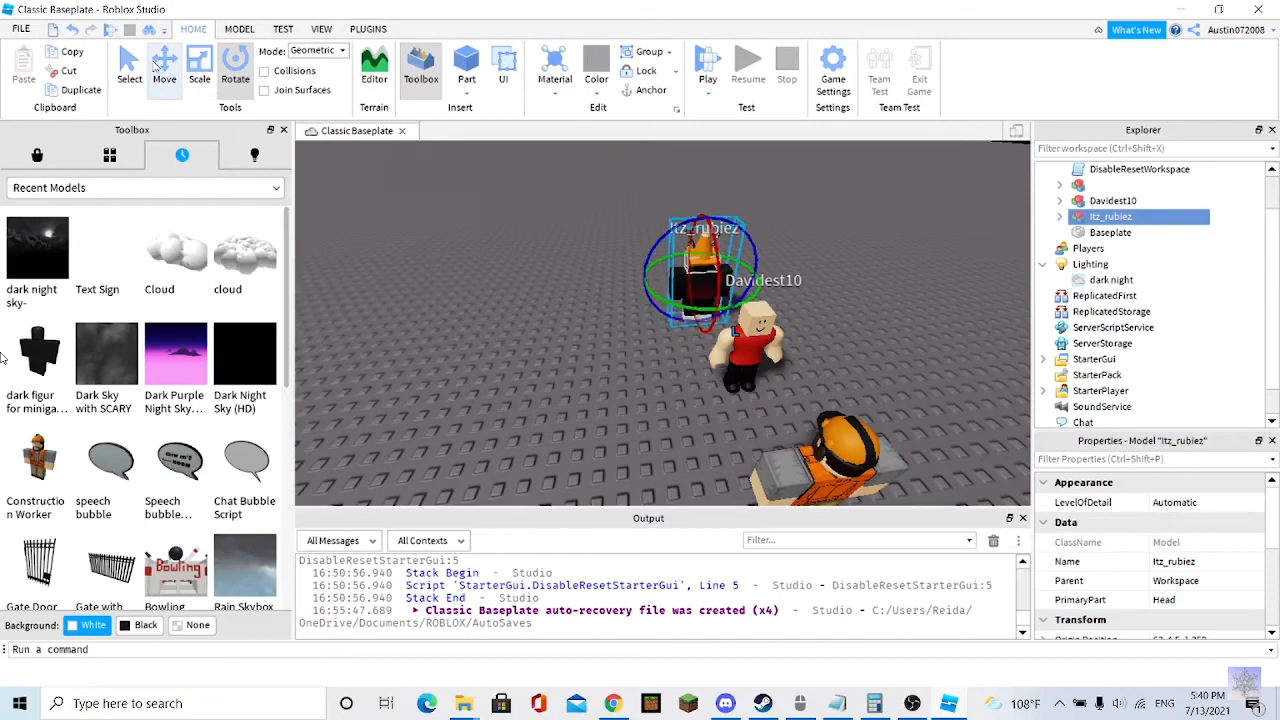 Classic Baseplate - Roblox Studio
FILE
HOME
MODEL
TEST
VIEW
PLUGINS
What's New
Austin072008
Paste
Copy
Cut
Duplicate
Clipboard
Select
Move
Scale
Rotate
Mode: Geometric
Collisions
Join Surfaces
Tools
Editor
Terrain
Toolbox
Part
UI
Insert
Material
Color
Group
Lock
Anchor
Edit
Play
Resume
Stop
Test
Game Settings
Settings
Team Test
Exit Game
Team Test
Toolbox
Recent Models
dark night sky-
Text Sign
Cloud
cloud
dark figur for miniga...
Dark Sky with SCARY
Dark Purple Night Sky...
Dark Night Sky (HD)
Constructio n Worker
speech bubble
Speech bubble...
Chat Bubble Script
Gate Door
Gate with
Bowling
Rain Skybox
Background: White Black None
Classic Baseplate
Itz_rubiez
Davidest10
Output
All Messages
All Contexts
Filter...
DisableResetStarterGui:5
16:50:56.940 Stack Begin - Studio
16:50:56.940 Script 'StarterGui.DisableResetStarterGui', Line 5 - Studio - DisableResetStarterGui:5
16:50:56.940 Stack End - Studio
16:55:47.689 Classic Baseplate auto-recovery file was created (x4) - Studio - C:/Users/Reida/
OneDrive/Documents/ROBLOX/AutoSaves
Explorer
Filter workspace (Ctrl+Shift+X)
DisableResetWorkspace
Davidest10
Itz_rubiez
Baseplate
Players
Lighting
dark night
ReplicatedFirst
ReplicatedStorage
ServerScriptService
ServerStorage
StarterGui
StarterPack
StarterPlayer
SoundService
Chat
Properties - Model "Itz_rubiez"
Filter Properties (Ctrl+Shift+P)
Appearance
LevelOfDetail Automatic
Data
ClassName Model
Name Itz_rubiez
Parent Workspace
PrimaryPart Head
Transform
Run a command
Type here to search
108°F
5:40 PM
7/13/2021